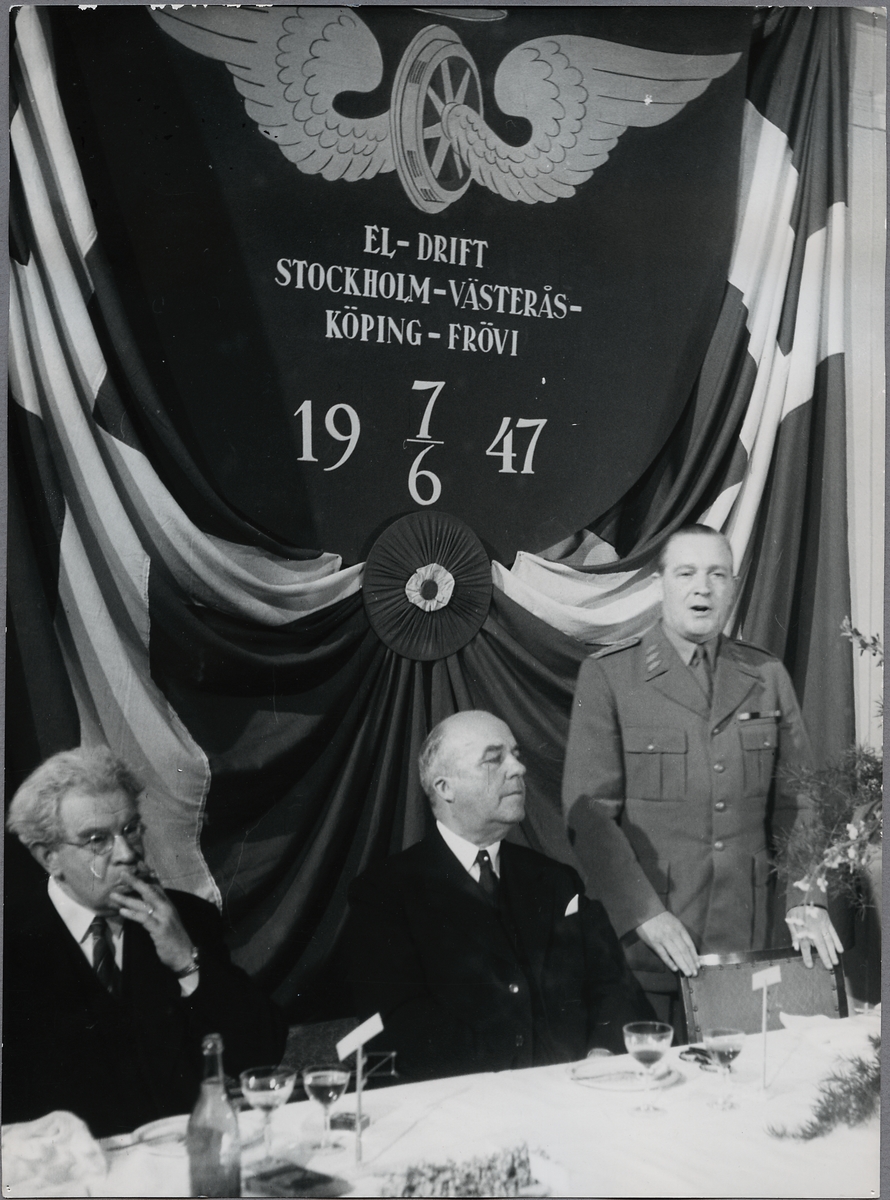 EL-DRIFT
STOCKHOLM-VÄSTERÅS-
KÖPING-FRÖVI
19 7/6 47